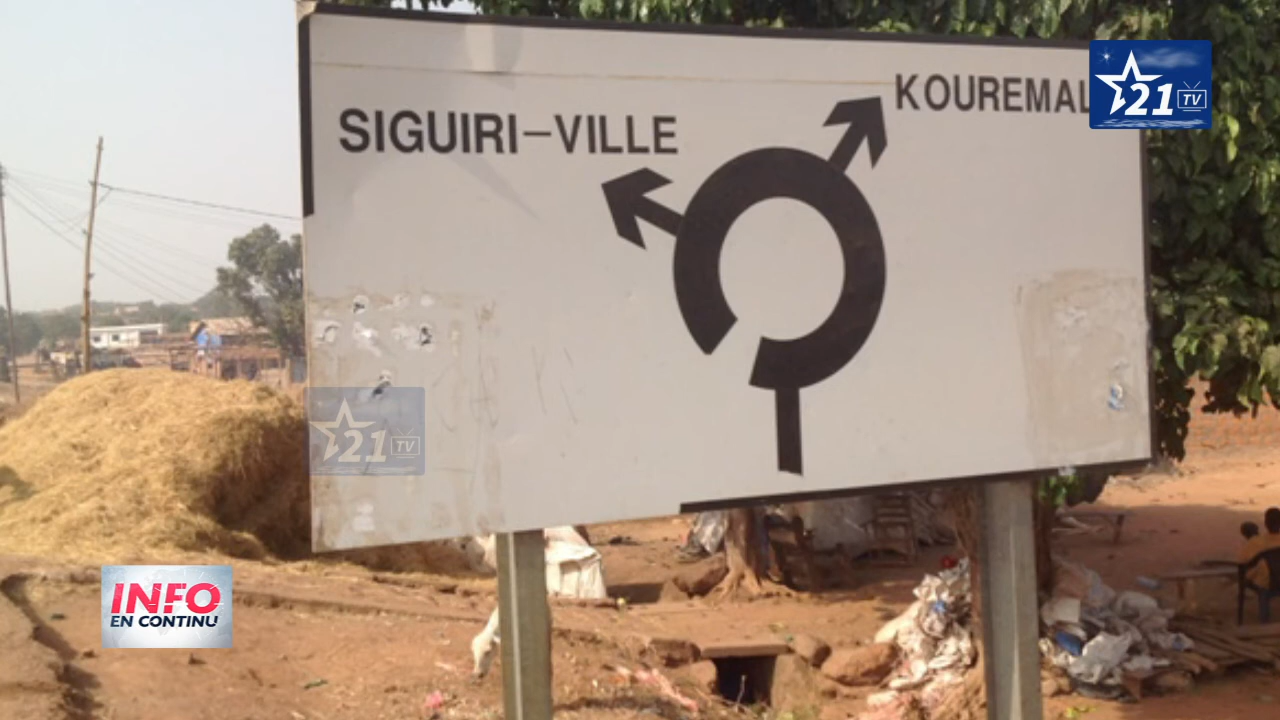 SIGUIRI–VILLE
KOUREMAL
21 TV
21 TV
INFO
EN CONTINU